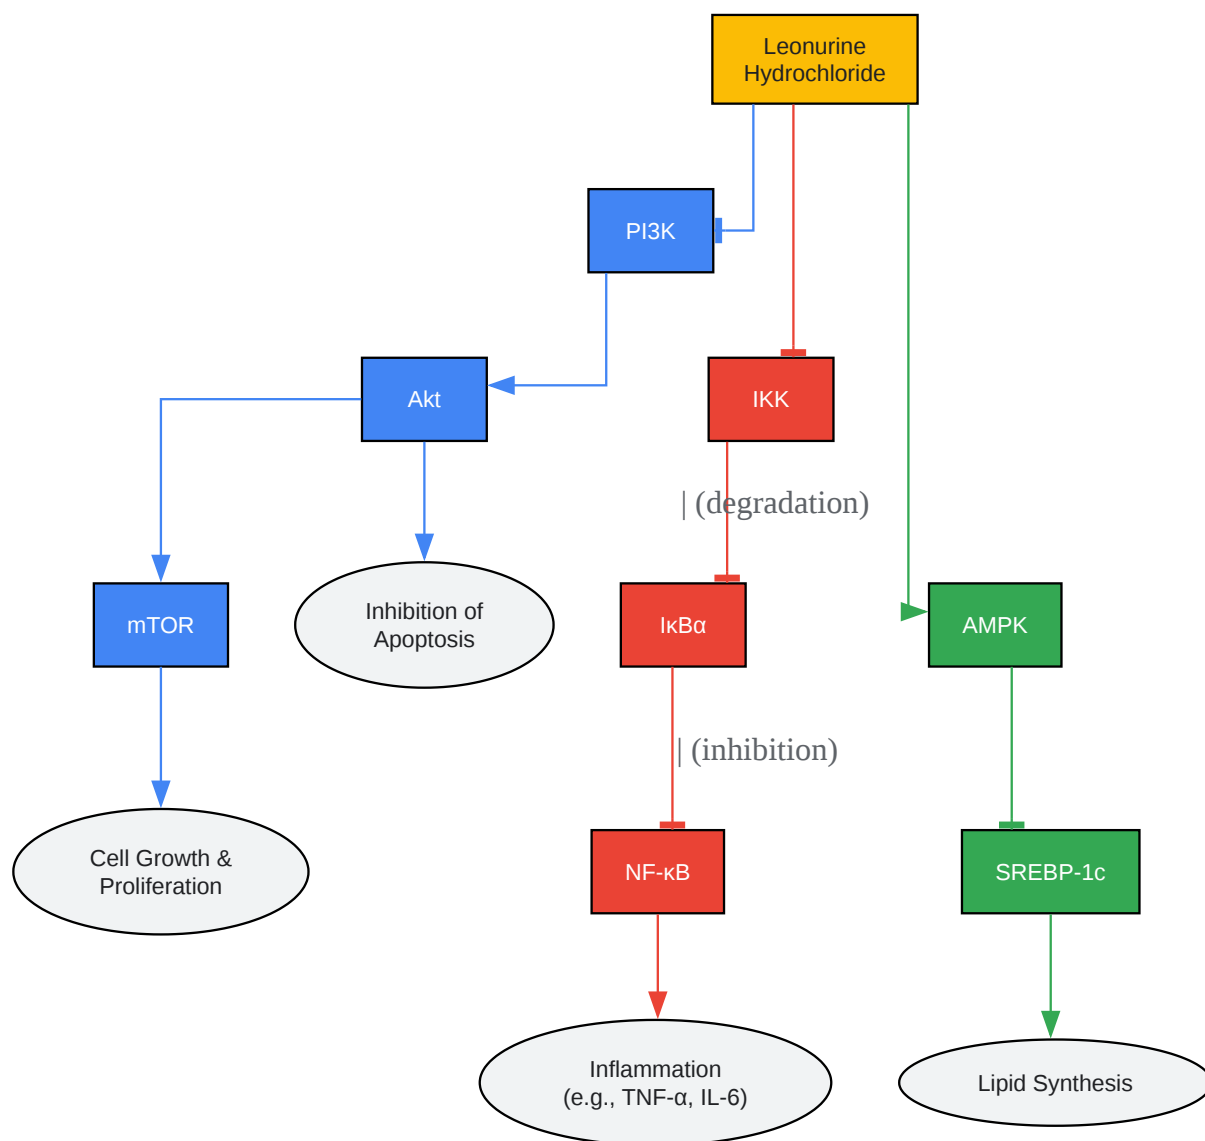 Leonurine
Hydrochloride
PI3K
Akt
IKK
| (degradation)
mTOR
Inhibition of
Apoptosis
IκBα
AMPK
| (inhibition)
Cell Growth &
Proliferation
NF-κB
SREBP-1c
Inflammation
(e.g., TNF-α, IL-6)
Lipid Synthesis